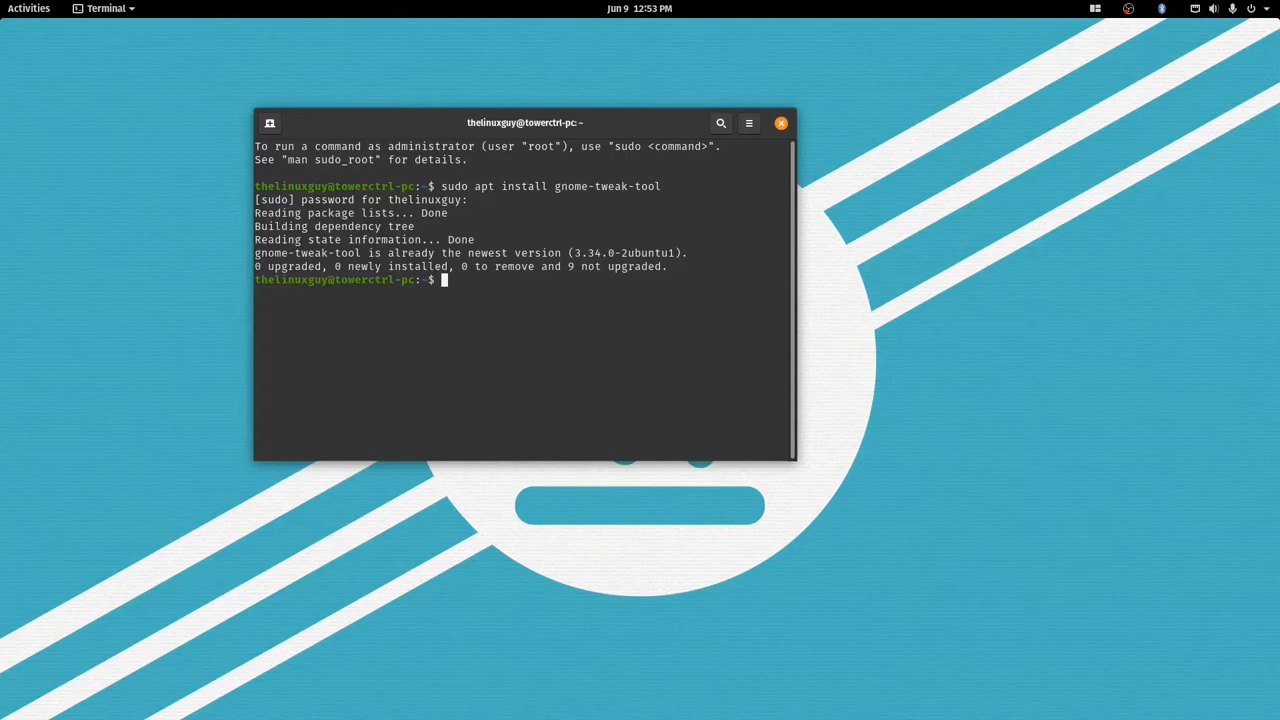 Activities
Terminal
Jun 9 12:53 PM
thelinuxguy@towerctrl-pc: ~
To run a command as administrator (user "root"), use "sudo <command>".
See "man sudo_root" for details.
thelinuxguy@towerctrl-pc:~$ sudo apt install gnome-tweak-tool
[sudo] password for thelinuxguy:
Reading package lists... Done
Building dependency tree
Reading state information... Done
gnome-tweak-tool is already the newest version (3.34.0-2ubuntu1).
0 upgraded, 0 newly installed, 0 to remove and 9 not upgraded.
thelinuxguy@towerctrl-pc:~$